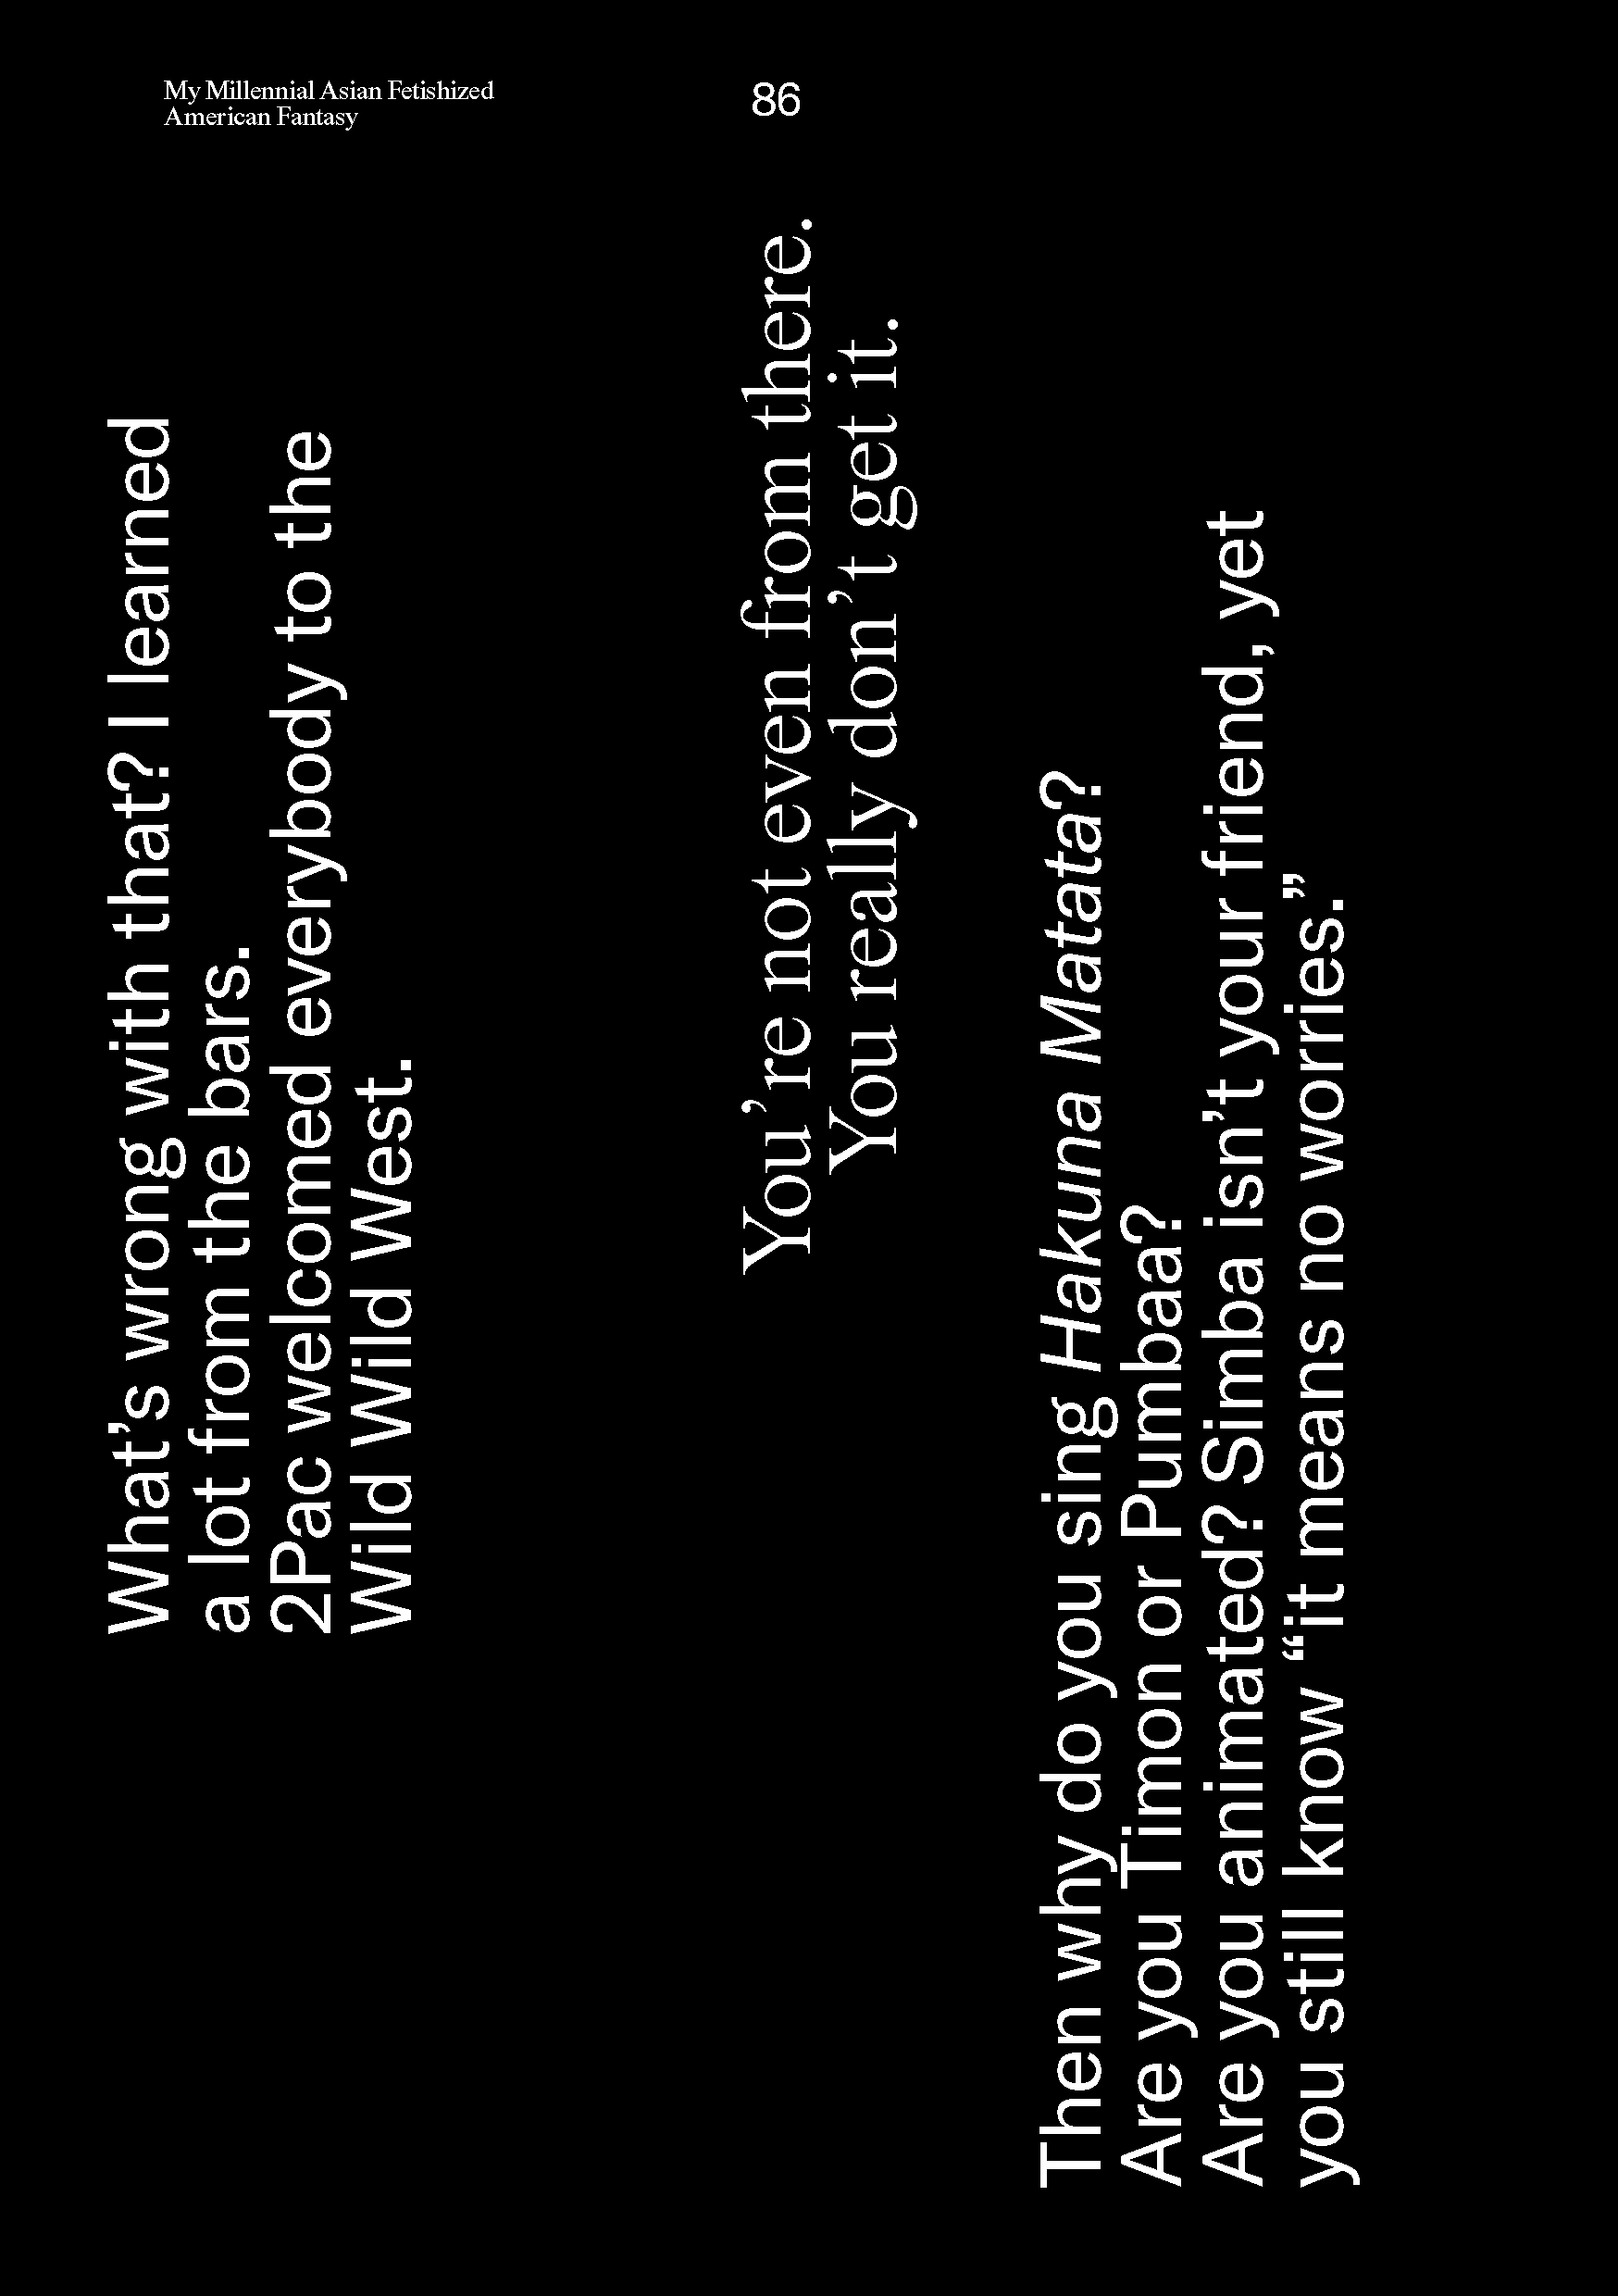 My Millennial Asian Fetishized
American Fantasy
86
What’s wrong with that? I learned
a lot from the bars.
2Pac welcomed everybody to the
Wild Wild West.
You’re not even from there.
You really don’t get it.
Then why do you sing Hakuna Matata?
Are you Timon or Pumbaa?
Are you animated? Simba isn’t your friend, yet
you still know “it means no worries.”